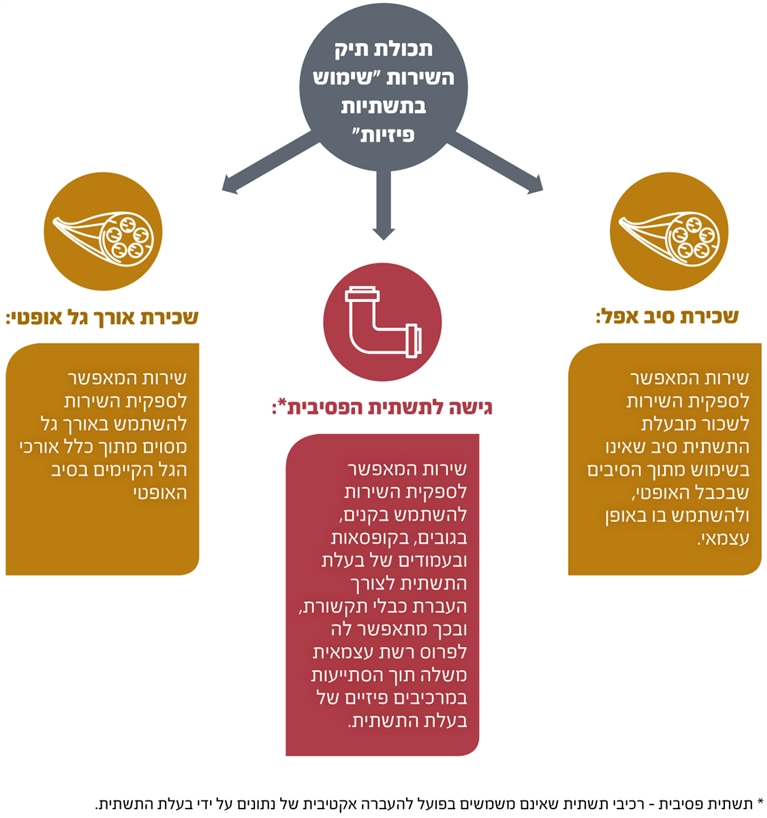 תכולת תיק
השירות "שימוש
בתשתיות
פיזיות"
שכירת סיב אפל:
שירות המאפשר
לספקית השירות
לשכור מבעלת
התשתית סיב שאינו
בשימוש מתוך הסיבים
שבכבל האופטי,
ולהשתמש בו באופן
עצמאי.
גישה לתשתית הפסיבית*:
שירות המאפשר
לספקית השירות
להשתמש בקנים,
בגובים, בקופסאות
ובעמודים של בעלת
התשתית לצורך
העברת כבלי תקשורת,
ובכך מתאפשר לה
לפרוס רשת עצמאית
משלה תוך הסתייעות
במרכיבים פיזיים של
בעלת התשתית.
שכירת אורך גל אופטי:
שירות המאפשר
לספקית השירות
להשתמש באורך גל
מסוים מתוך כלל אורכי
הגל הקיימים בסיב
האופטי
* תשתית פסיבית - רכיבי תשתית שאינם משמשים בפועל להעברה אקטיבית של נתונים על ידי בעלת התשתית.